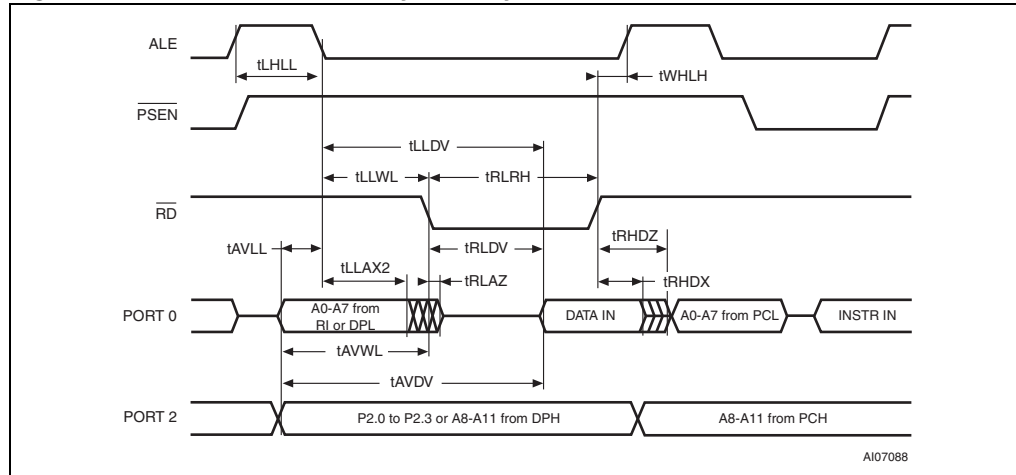 ALE
tLHLL
tWHLH
PSEN
tLLDV
tLLWL
tRLRH
RD
tAVLL
tRLDV
tRHDZ
tLLAX2
tRLAZ
tRHDX
PORT 0
A0-A7 from
RI or DPL
DATA IN
A0-A7 from PCL
INSTR IN
tAVWL
tAVDV
PORT 2
P2.0 to P2.3 or A8-A11 from DPH
A8-A11 from PCH
AI07088